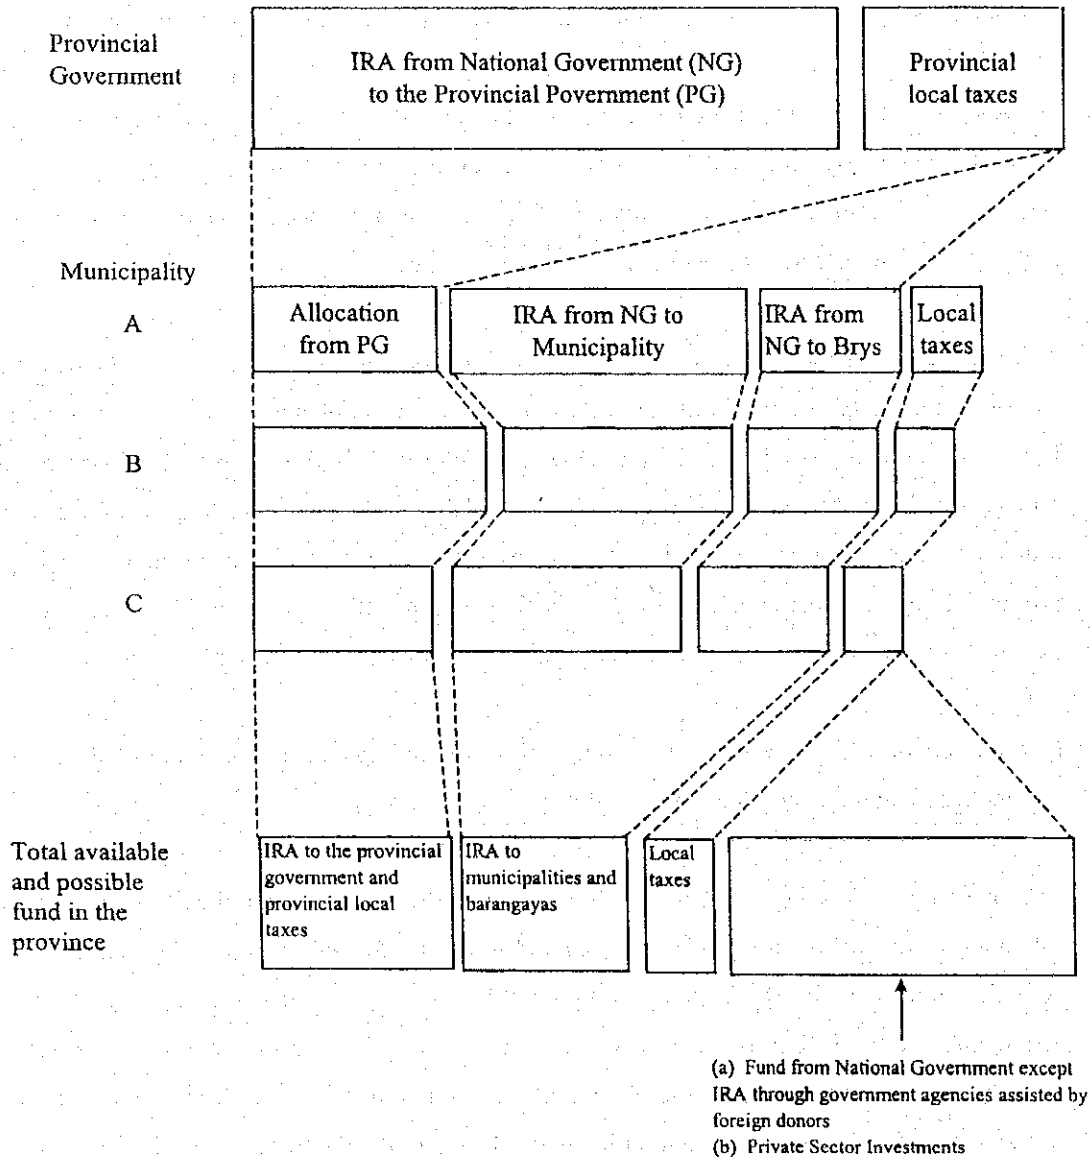 Provincial
Government
IRA from National Government (NG)
to the Provincial Povernment (PG)
Provincial
local taxes
Municipality
A
Allocation
from PG
IRA from NG to
Municipality
IRA from
NG to Brys
Local
taxes
B
C
Total available
and possible
fund in the
province
IRA to the provincial
government and
provincial local
taxes
IRA to
municipalities and
barangayas
Local
taxes
(a) Fund from National Government except
IRA through government agencies assisted by
foreign donors
(b) Private Sector Investments